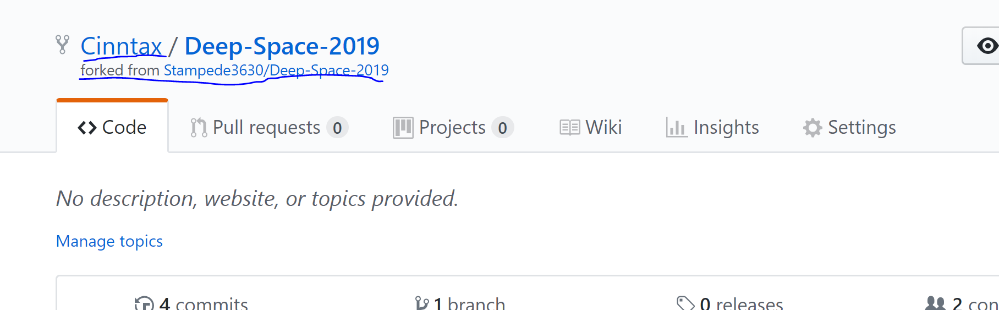 Cinntax / Deep-Space-2019
forked from Stampede3630/Deep-Space-2019
Code Pull requests 0 Projects 0 Wiki Insights Settings
No description, website, or topics provided.
Manage topics
4 commits 1 branch 0 releases 2 con